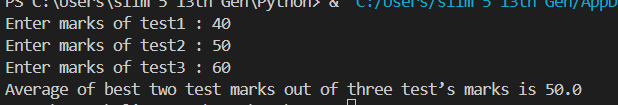 PS C:\Users\slim 5 13th Gen\Python> & 'C:/Users/slim 5 13th Gen/AppD
Enter marks of test1 : 40
Enter marks of test2 : 50
Enter marks of test3 : 60
Average of best two test marks out of three test’s marks is 50.0